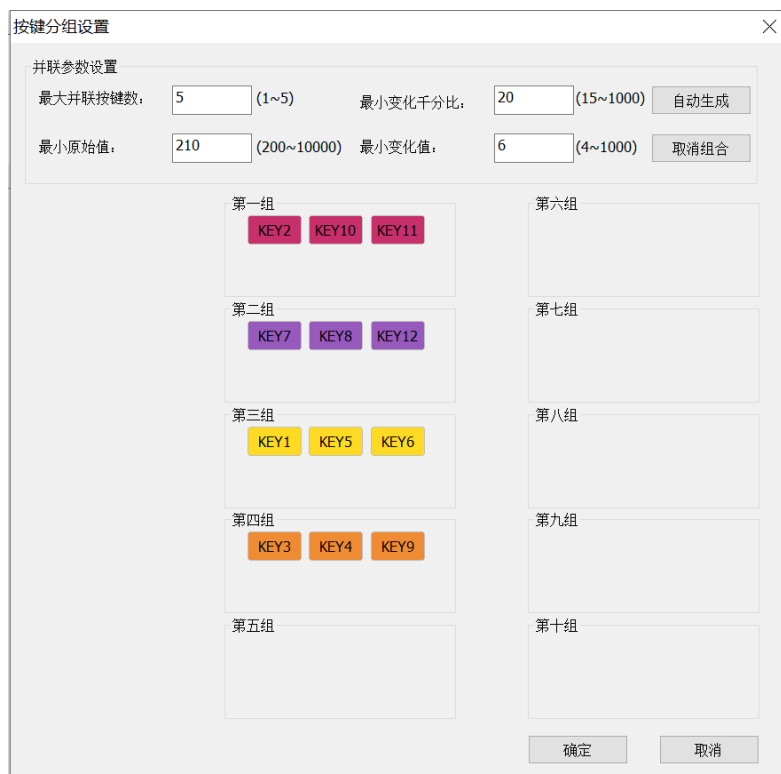 按键分组设置
并联参数设置
最大并联按键数： 5 (1~5) 最小变化千分比： 20 (15~1000) 自动生成
最小原始值： 210 (200~10000) 最小变化值： 6 (4~1000) 取消组合
第一组 第六组
KEY2 KEY10 KEY11
第二组 第七组
KEY7 KEY8 KEY12
第三组 第八组
KEY1 KEY5 KEY6
第四组 第九组
KEY3 KEY4 KEY9
第五组 第十组
确定 取消